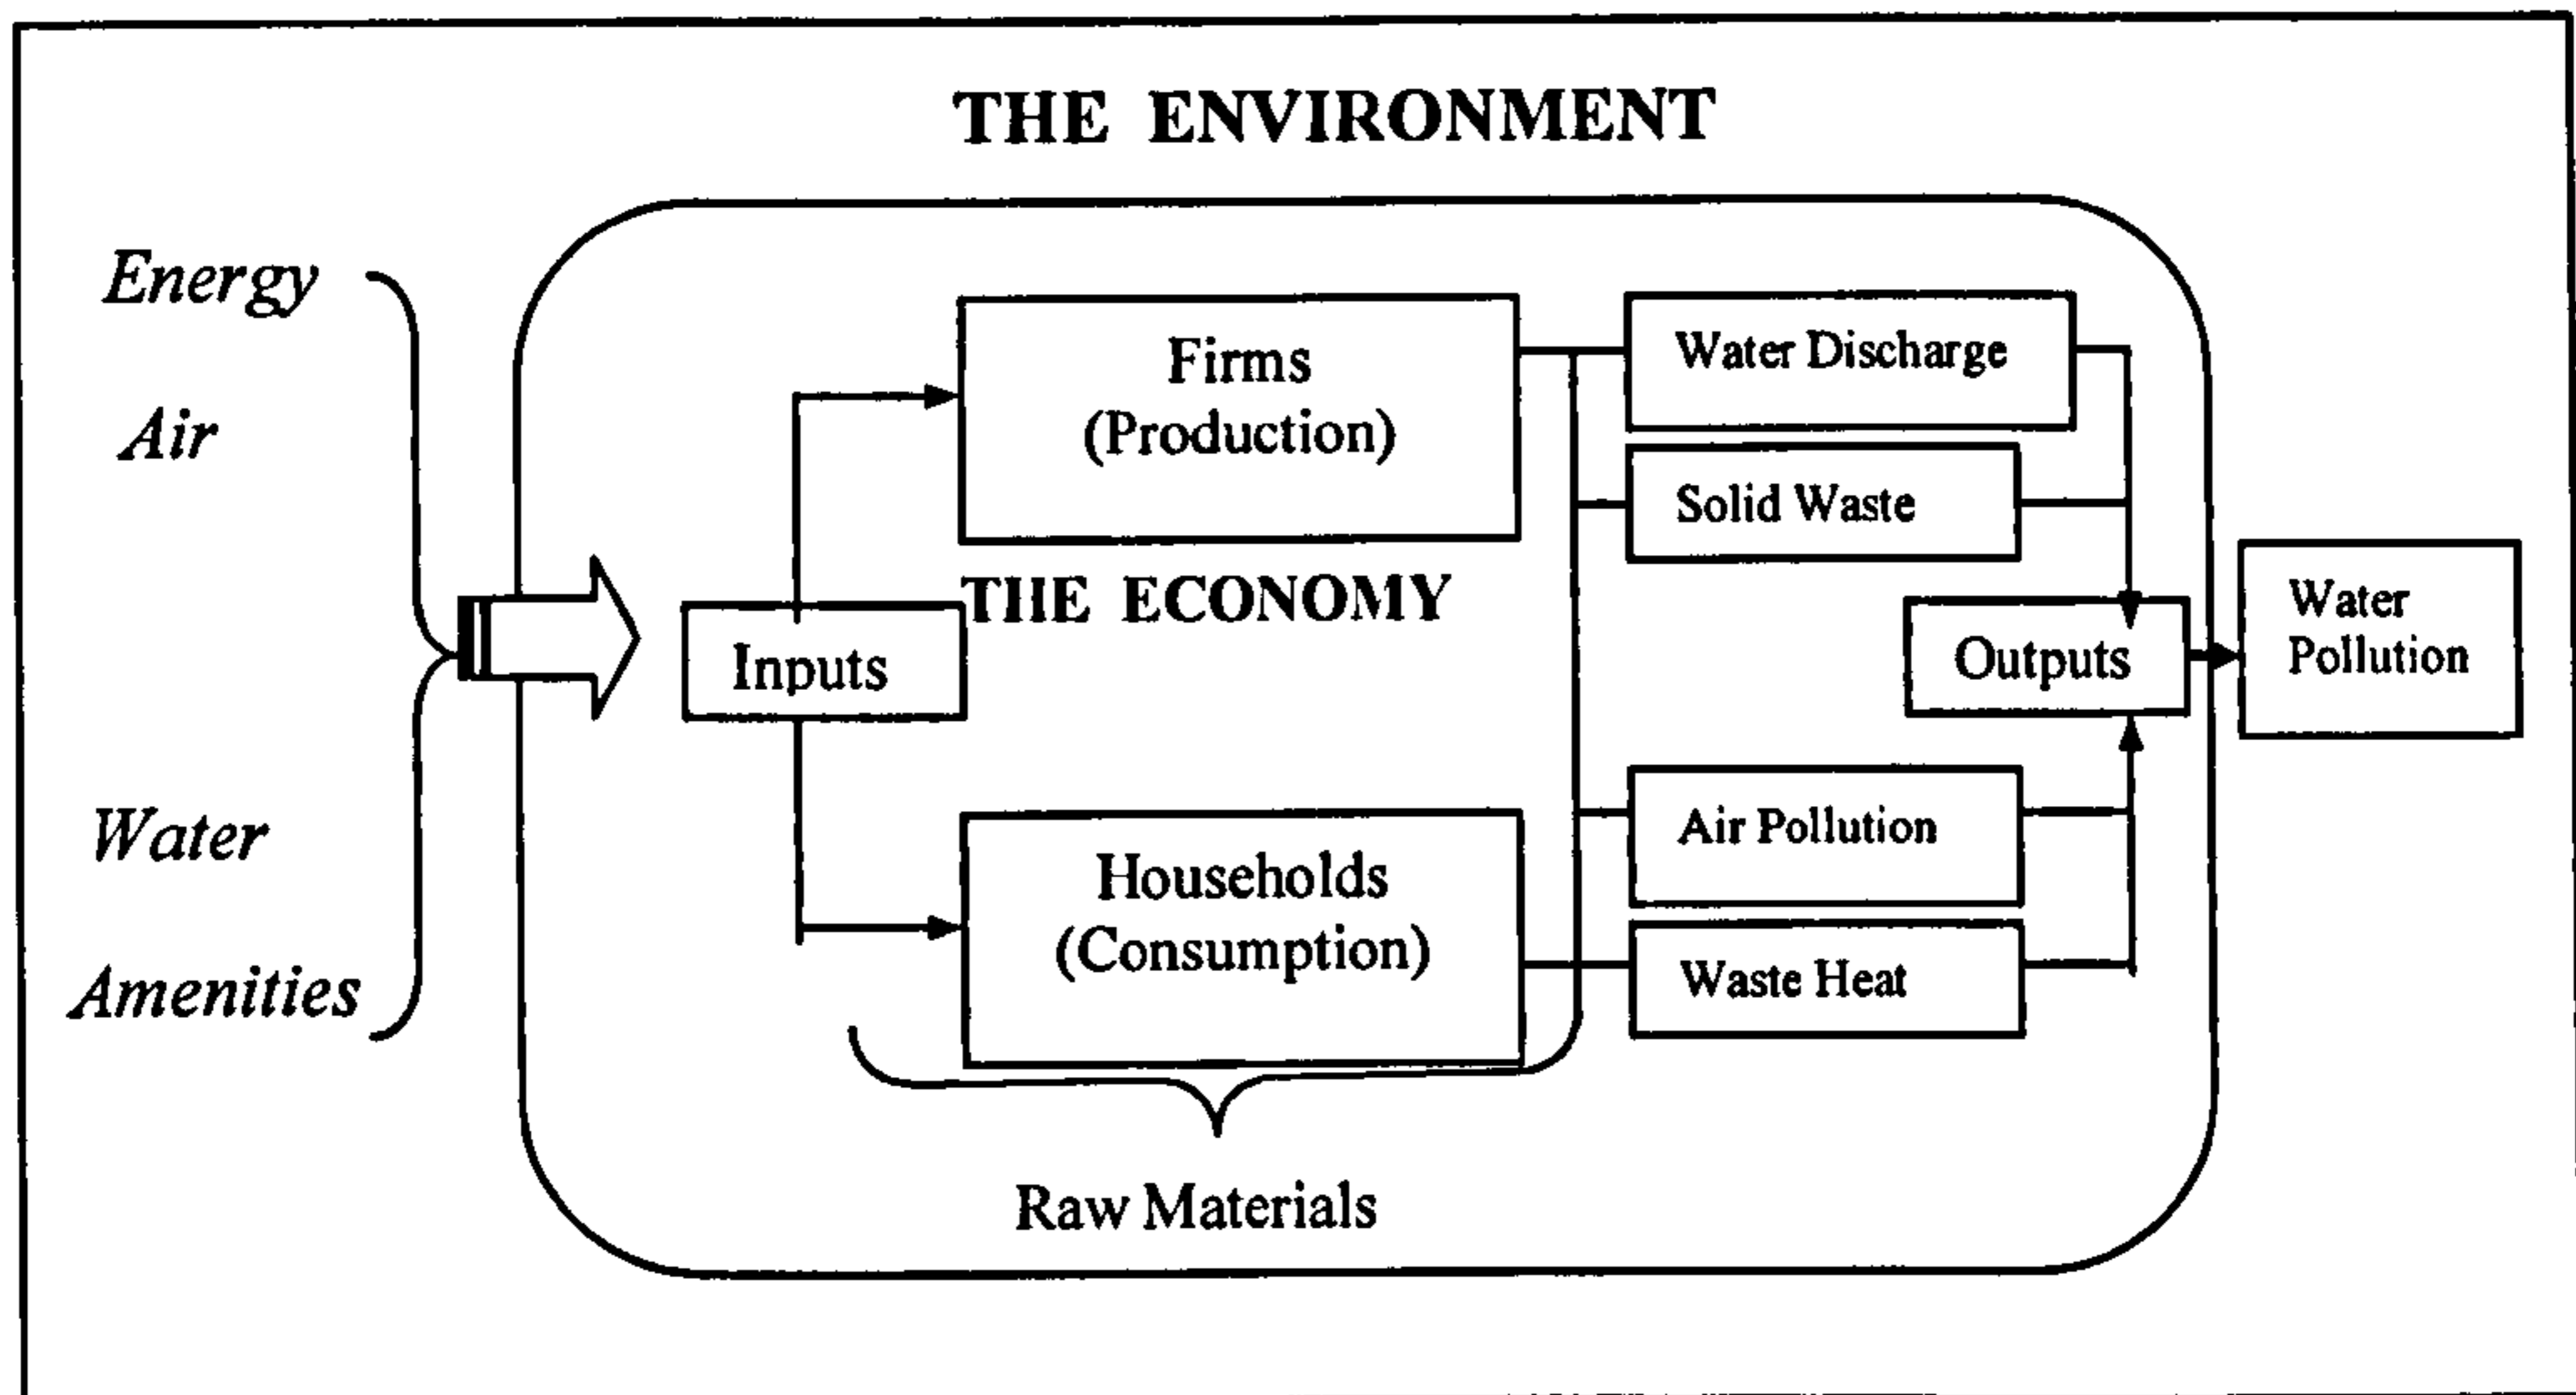 THE ENVIRONMENT
Energy
Air
Water
Amenities
Inputs
Firms
(Production)
THE ECONOMY
Households
(Consumption)
Raw Materials
Water Discharge
Solid Waste
Air Pollution
Waste Heat
Outputs
Water
Pollution